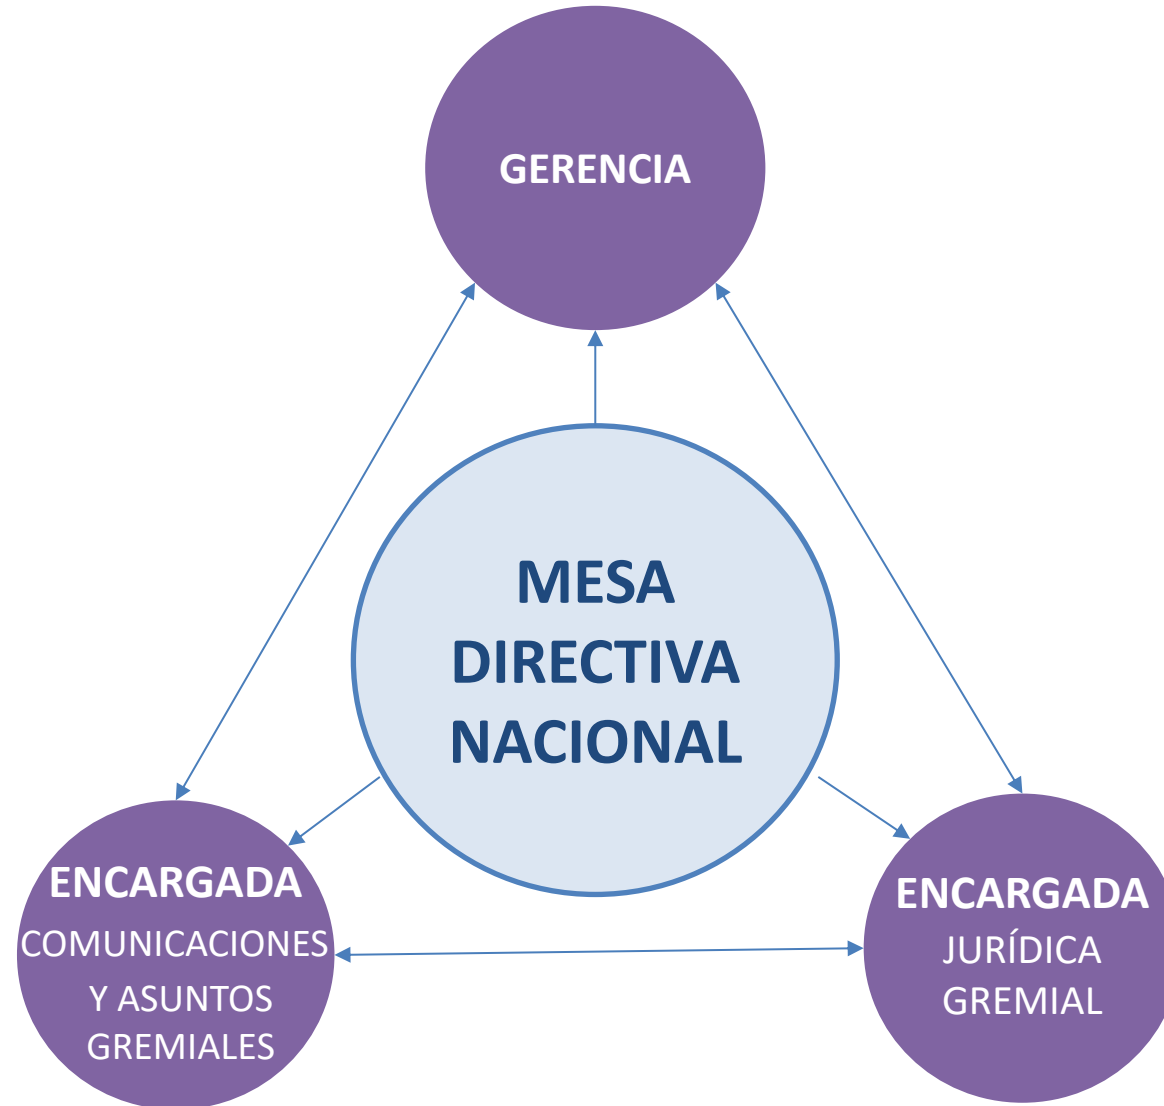 GERENCIA
MESA
DIRECTIVA
NACIONAL
ENCARGADA
COMUNICACIONES
Y ASUNTOS
GREMIALES
ENCARGADA
JURÍDICA
GREMIAL